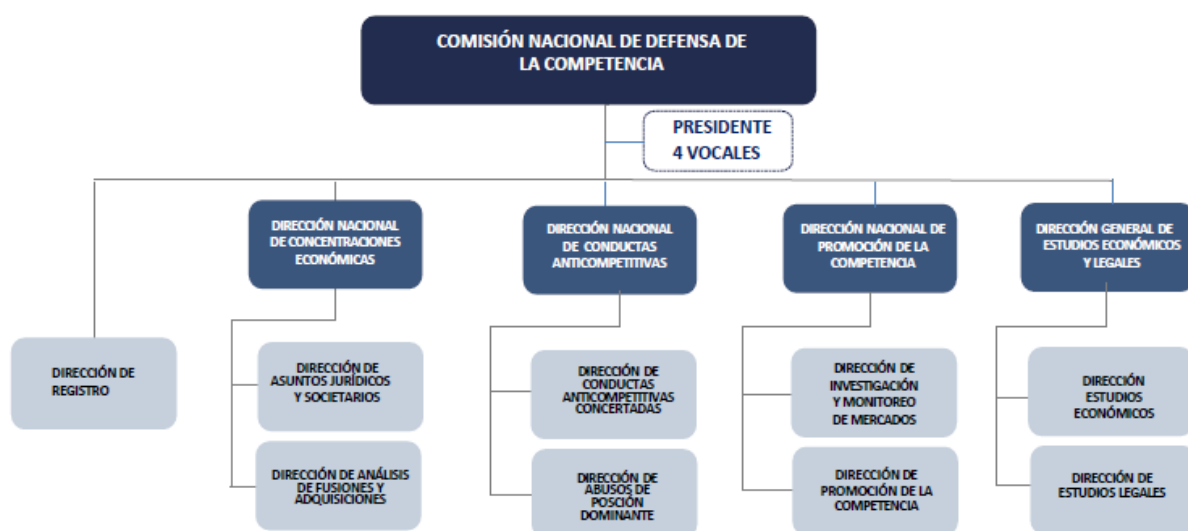 COMISIÓN NACIONAL DE DEFENSA DE
LA COMPETENCIA
PRESIDENTE
4 VOCALES
DIRECCIÓN NACIONAL
DE CONCENTRACIONES
ECONÓMICAS
DIRECCIÓN NACIONAL
DE CONDUCTAS
ANTICOMPETITIVAS
DIRECCIÓN NACIONAL DE
PROMOCIÓN DE LA
COMPETENCIA
DIRECCIÓN GENERAL DE
ESTUDIOS ECONÓMICOS
Y LEGALES
DIRECCIÓN DE
REGISTRO
DIRECCIÓN DE
ASUNTOS JURÍDICOS
Y SOCIETARIOS
DIRECCIÓN DE
CONDUCTAS
ANTICOMPETITIVAS
CONCERTADAS
DIRECCIÓN DE
INVESTIGACIÓN
Y MONITOREO
DE MERCADOS
DIRECCIÓN
ESTUDIOS
ECONÓMICOS
DIRECCIÓN DE ANÁLISIS
DE FUSIONES Y
ADQUISICIONES
DIRECCIÓN DE
ABUSOS DE
POSCIÓN
DOMINANTE
DIRECCIÓN DE
PROMOCIÓN DE LA
COMPETENCIA
DIRECCIÓN DE
ESTUDIOS LEGALES